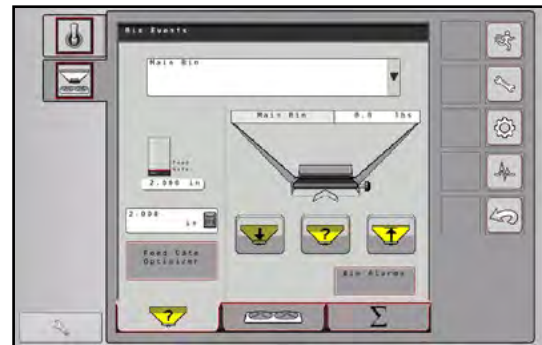 Bin Events
Main Bin
Main Bin 0.0 lbs
Feed
Gate:
2.000 in
2.000
in
Feed Gate
Optimizer
Bin Alarms
?
?
Σ